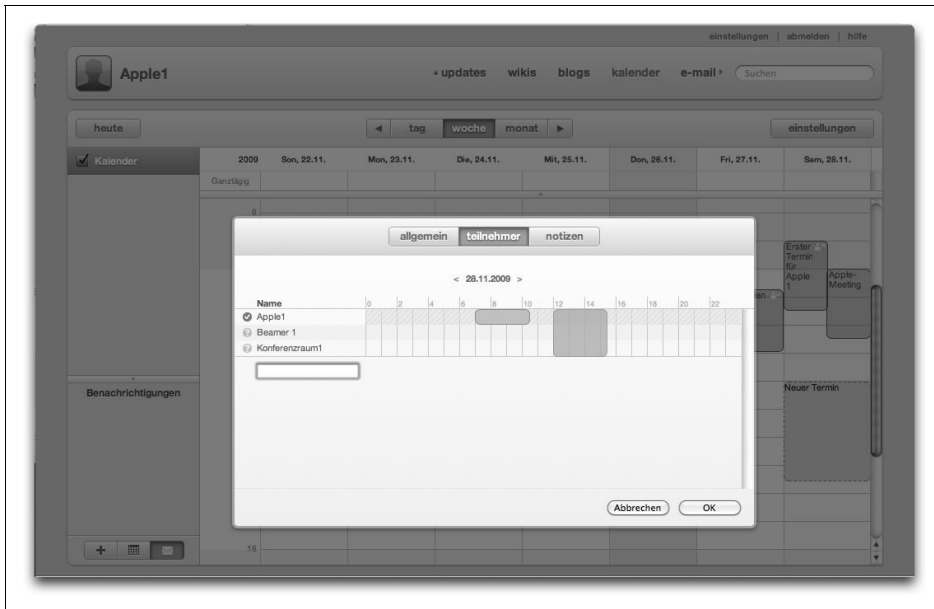 einstellungen | abmelden | hilfe
Apple1
updates wikis blogs kalender e-mail Suchen
heute
tag woche monat
einstellungen
Kalender
2009 Son, 22.11. Mon, 23.11. Die, 24.11. Mit, 25.11. Don, 26.11. Fri, 27.11. Sam, 28.11.
Ganztägig
6
allgemein teilnehmer notizen
< 28.11.2009 >
Name 0 2 4 6 8 10 12 14 16 18 20 22
Apple1
Beamer 1
Konferenzraum1
Erster
Termin
für
Apple
1
Apple-
Meeting
en
Benachrichtigungen
Neuer Termin
Abbrechen OK
18